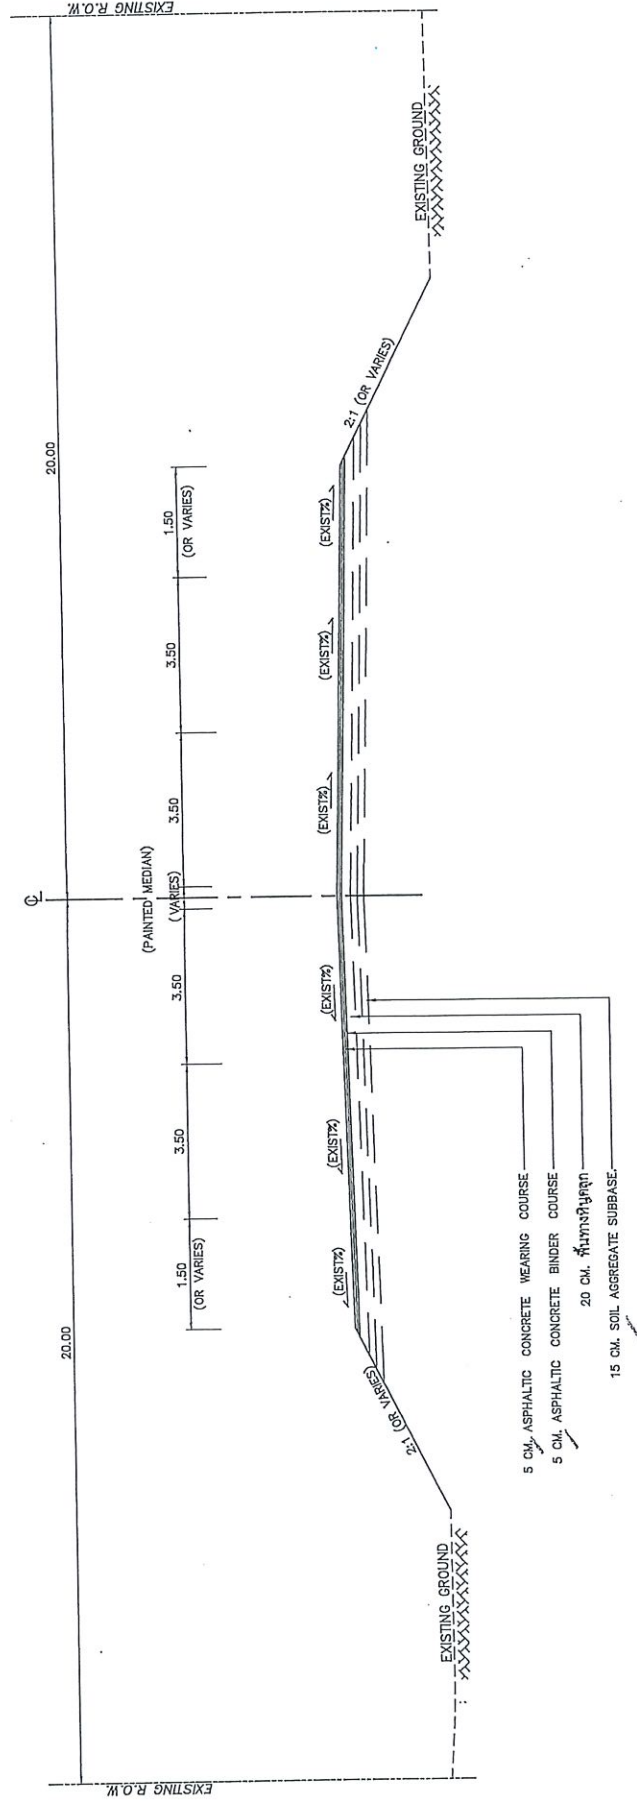 EXISTING R.O.W.
EXISTING R.O.W.
20.00
20.00
℄
(PAINTED MEDIAN)
1.50
(OR VARIES)
3.50
3.50
(VARIES)
3.50
3.50
1.50
(OR VARIES)
(EXIST%)
(EXIST%)
(EXIST%)
(EXIST%)
(EXIST%)
(EXIST%)
2:1 (OR VARIES)
2:1 (OR VARIES)
EXISTING GROUND
EXISTING GROUND
5 CM. ASPHALTIC CONCRETE WEARING COURSE
5 CM. ASPHALTIC CONCRETE BINDER COURSE
20 CM. พื้นทางหินคลุก
15 CM. SOIL AGGREGATE SUBBASE.